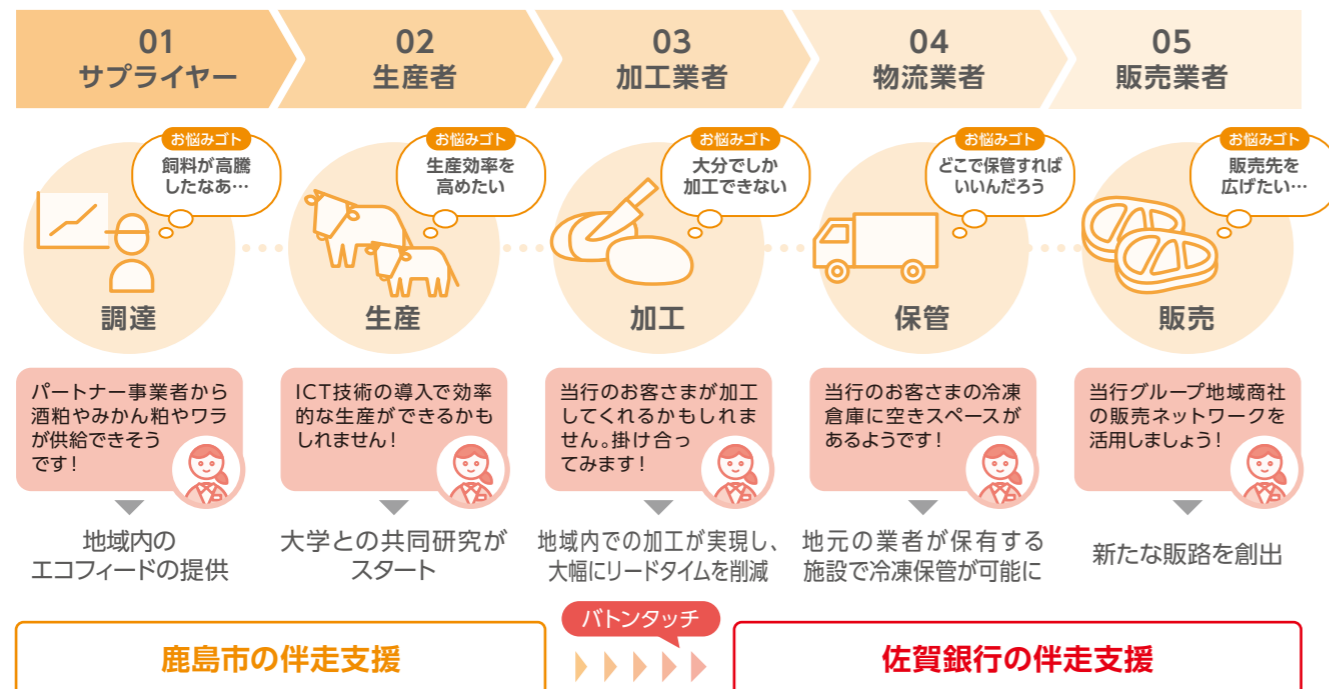 01
サプライヤー
02
生産者
03
加工業者
04
物流業者
05
販売業者
お悩みゴト
飼料が高騰
したなあ…
調達
お悩みゴト
生産効率を
高めたい
生産
お悩みゴト
大分でしか
加工できない
加工
お悩みゴト
どこで保管すれば
いいんだろう
保管
お悩みゴト
販売先を
広げたい…
販売
パートナー事業者から
酒粕やみかん粕やワラ
が供給できそう
です!
ICT技術の導入で効率
的な生産ができるかも
しれません!
当行のお客さまが加工
してくれるかもしれま
せん。掛け合っ
てみます!
当行のお客さまの冷凍
倉庫に空きスペースが
あるようです!
当行グループ地域商社
の販売ネットワークを
活用しましょう!
地域内の
エコフィードの提供
大学との共同研究が
スタート
地域内での加工が実現し、
大幅にリードタイムを削減
地元の業者が保有する
施設で冷凍保管が可能に
新たな販路を創出
鹿島市の伴走支援
バトンタッチ
佐賀銀行の伴走支援